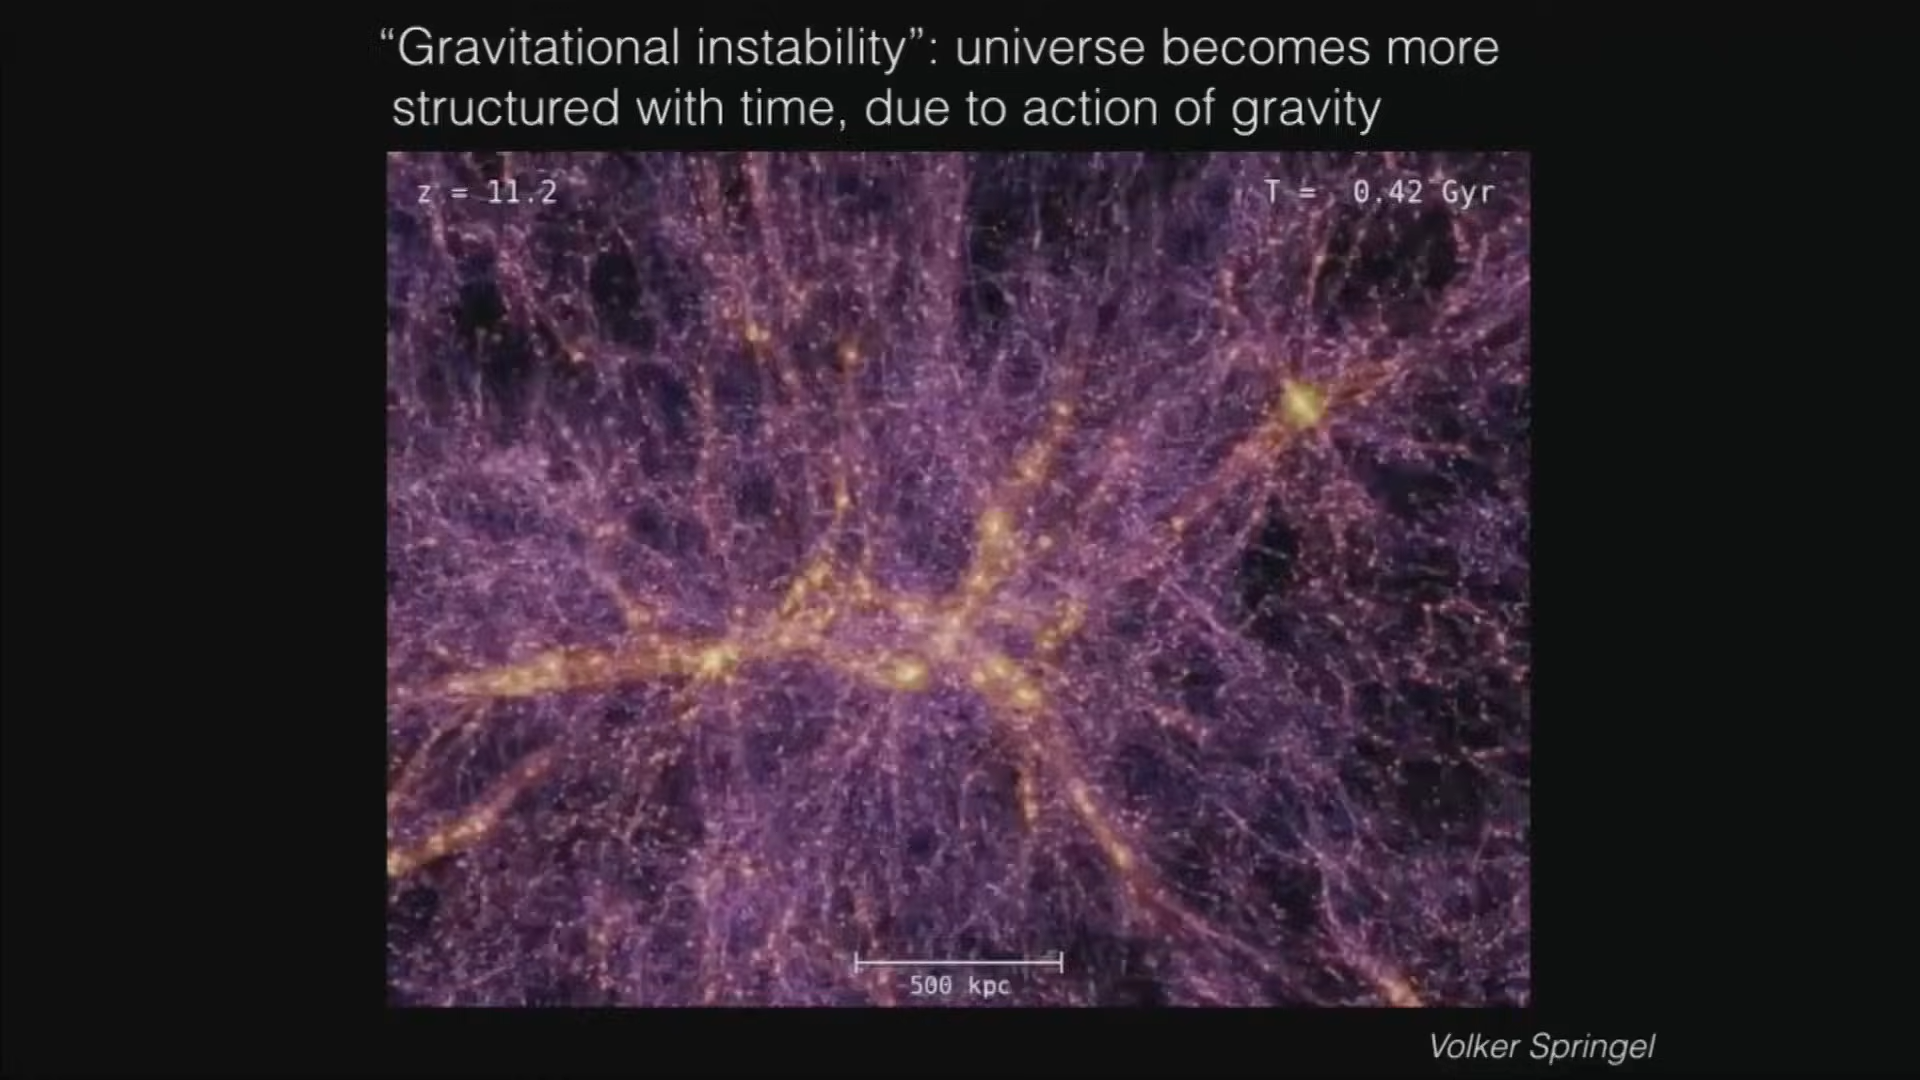 “Gravitational instability”: universe becomes more
structured with time, due to action of gravity
z = 11.2
T = 0.42 Gyr
500 kpc
Volker Springel